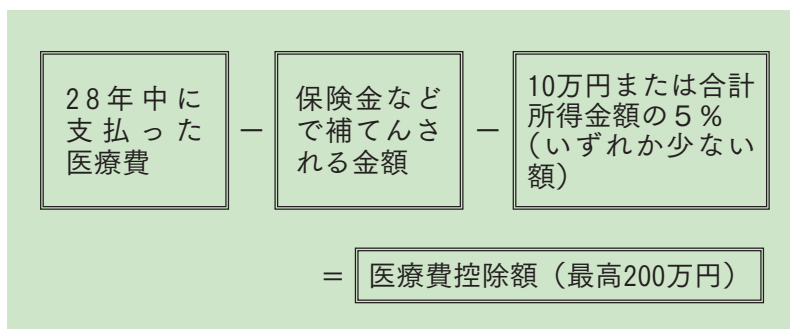 28年中に
支払った
医療費
－
保険金など
で補てんさ
れる金額
－
10万円または合計
所得金額の５％
（いずれか少ない
額）
＝
医療費控除額（最高200万円）